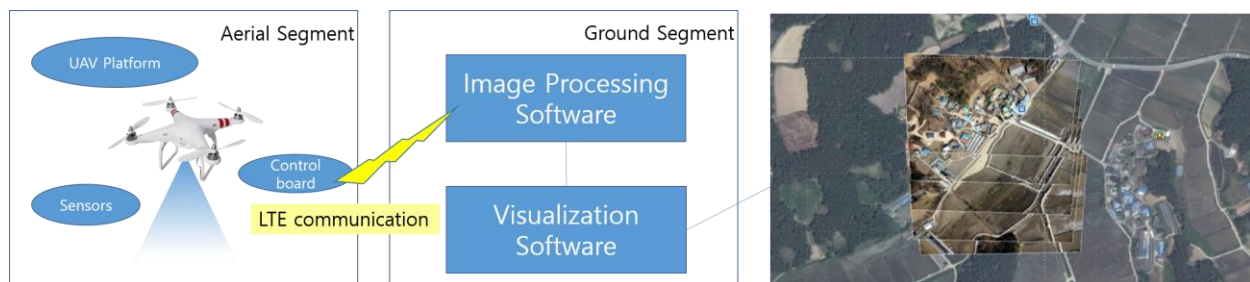 Aerial Segment
UAV Platform
Sensors
Control
board
LTE communication
Ground Segment
Image Processing
Software
Visualization
Software